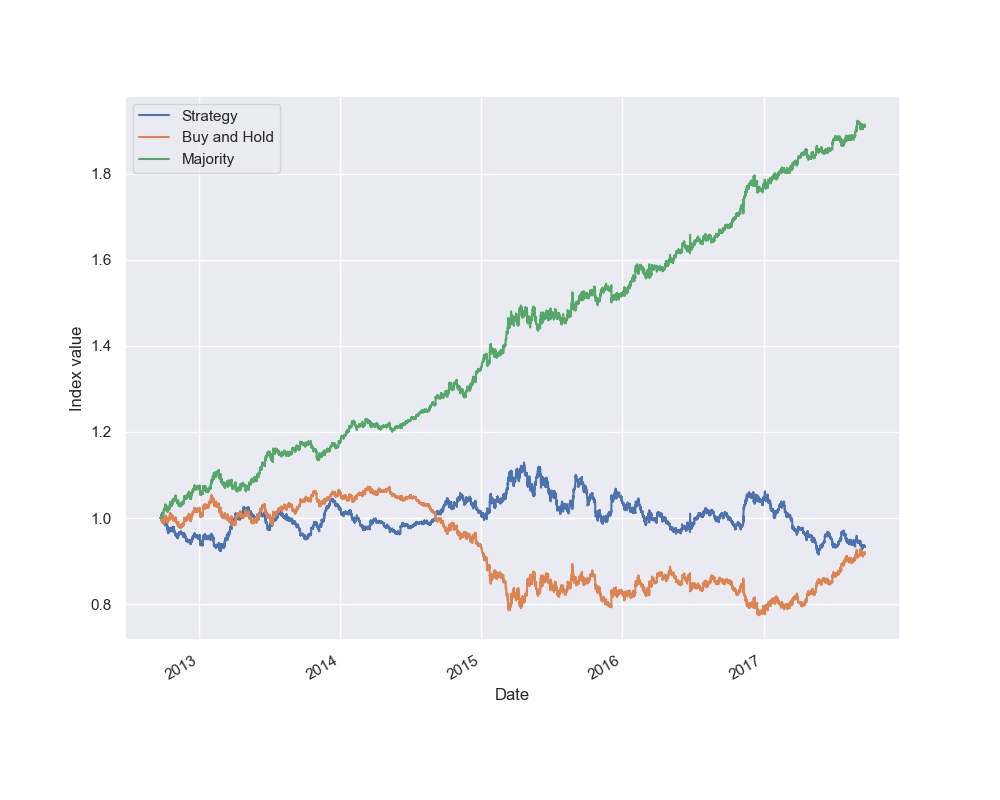 Strategy
Buy and Hold
Majority
1.8
1.6
1.4
1.2
1.0
0.8
Index value
2013
2014
2015
2016
2017
Date